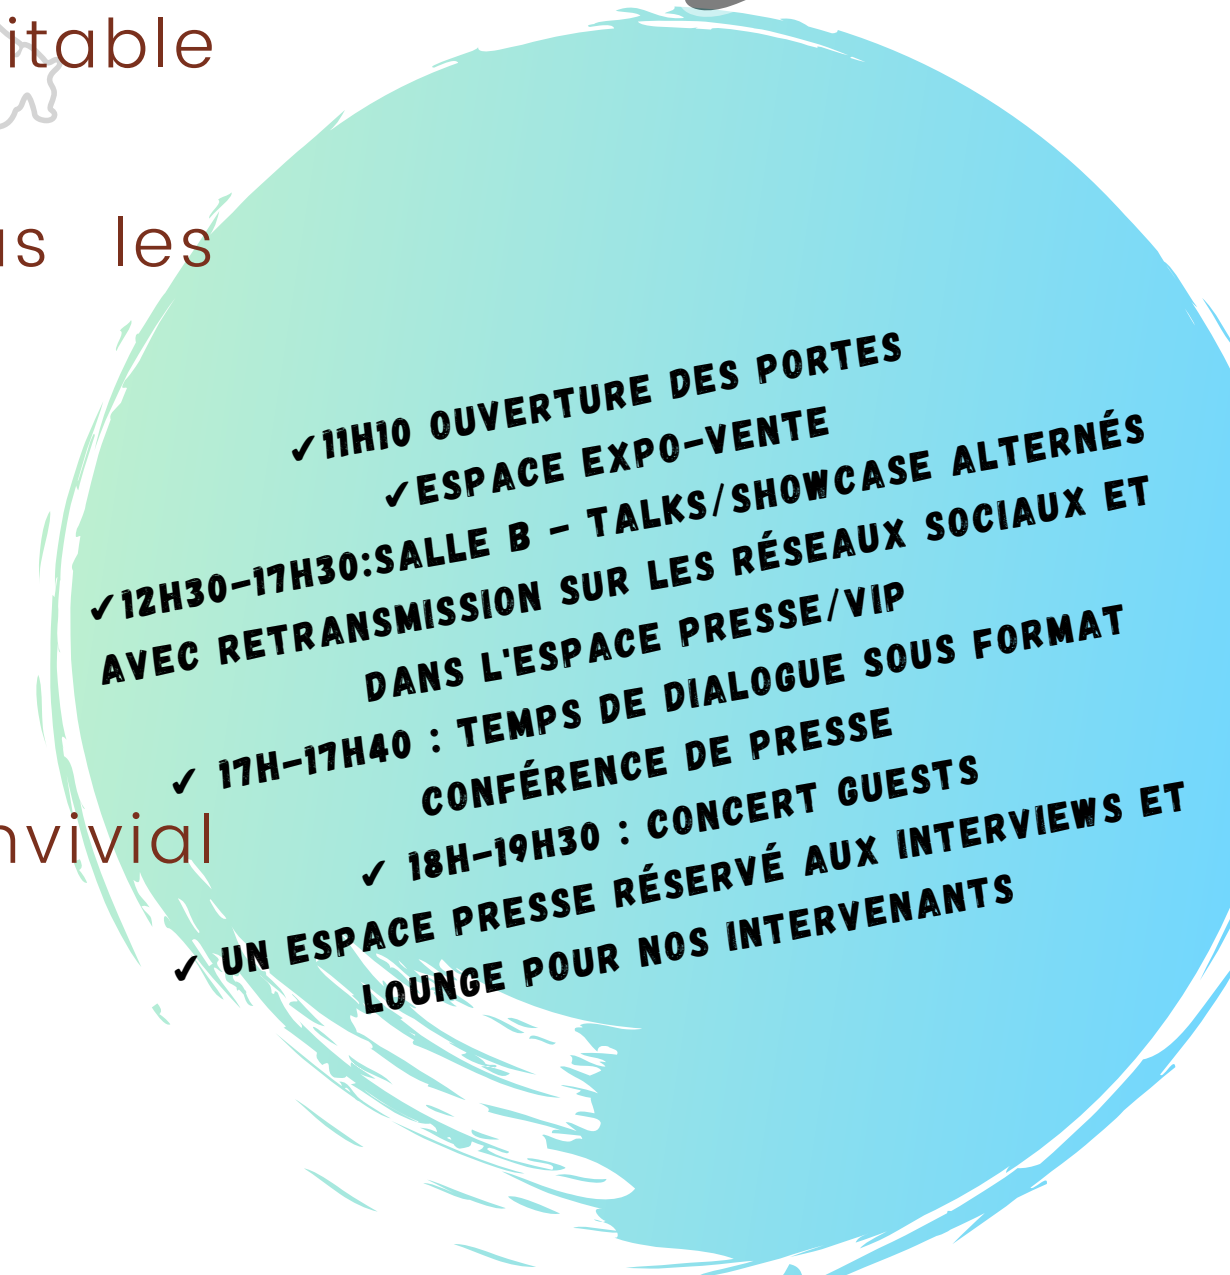 itable
les
✓11H10 OUVERTURE DES PORTES
✓ESPACE EXPO-VENTE
✓12H30-17H30:SALLE B - TALKS/SHOWCASE ALTERNÉS
AVEC RETRANSMISSION SUR LES RÉSEAUX SOCIAUX ET
DANS L'ESPACE PRESSE/VIP
✓ 17H-17H40 : TEMPS DE DIALOGUE SOUS FORMAT
CONFÉRENCE DE PRESSE
✓ 18H-19H30 : CONCERT GUESTS
✓ UN ESPACE PRESSE RÉSERVÉ AUX INTERVIEWS ET
LOUNGE POUR NOS INTERVENANTS
nvivial